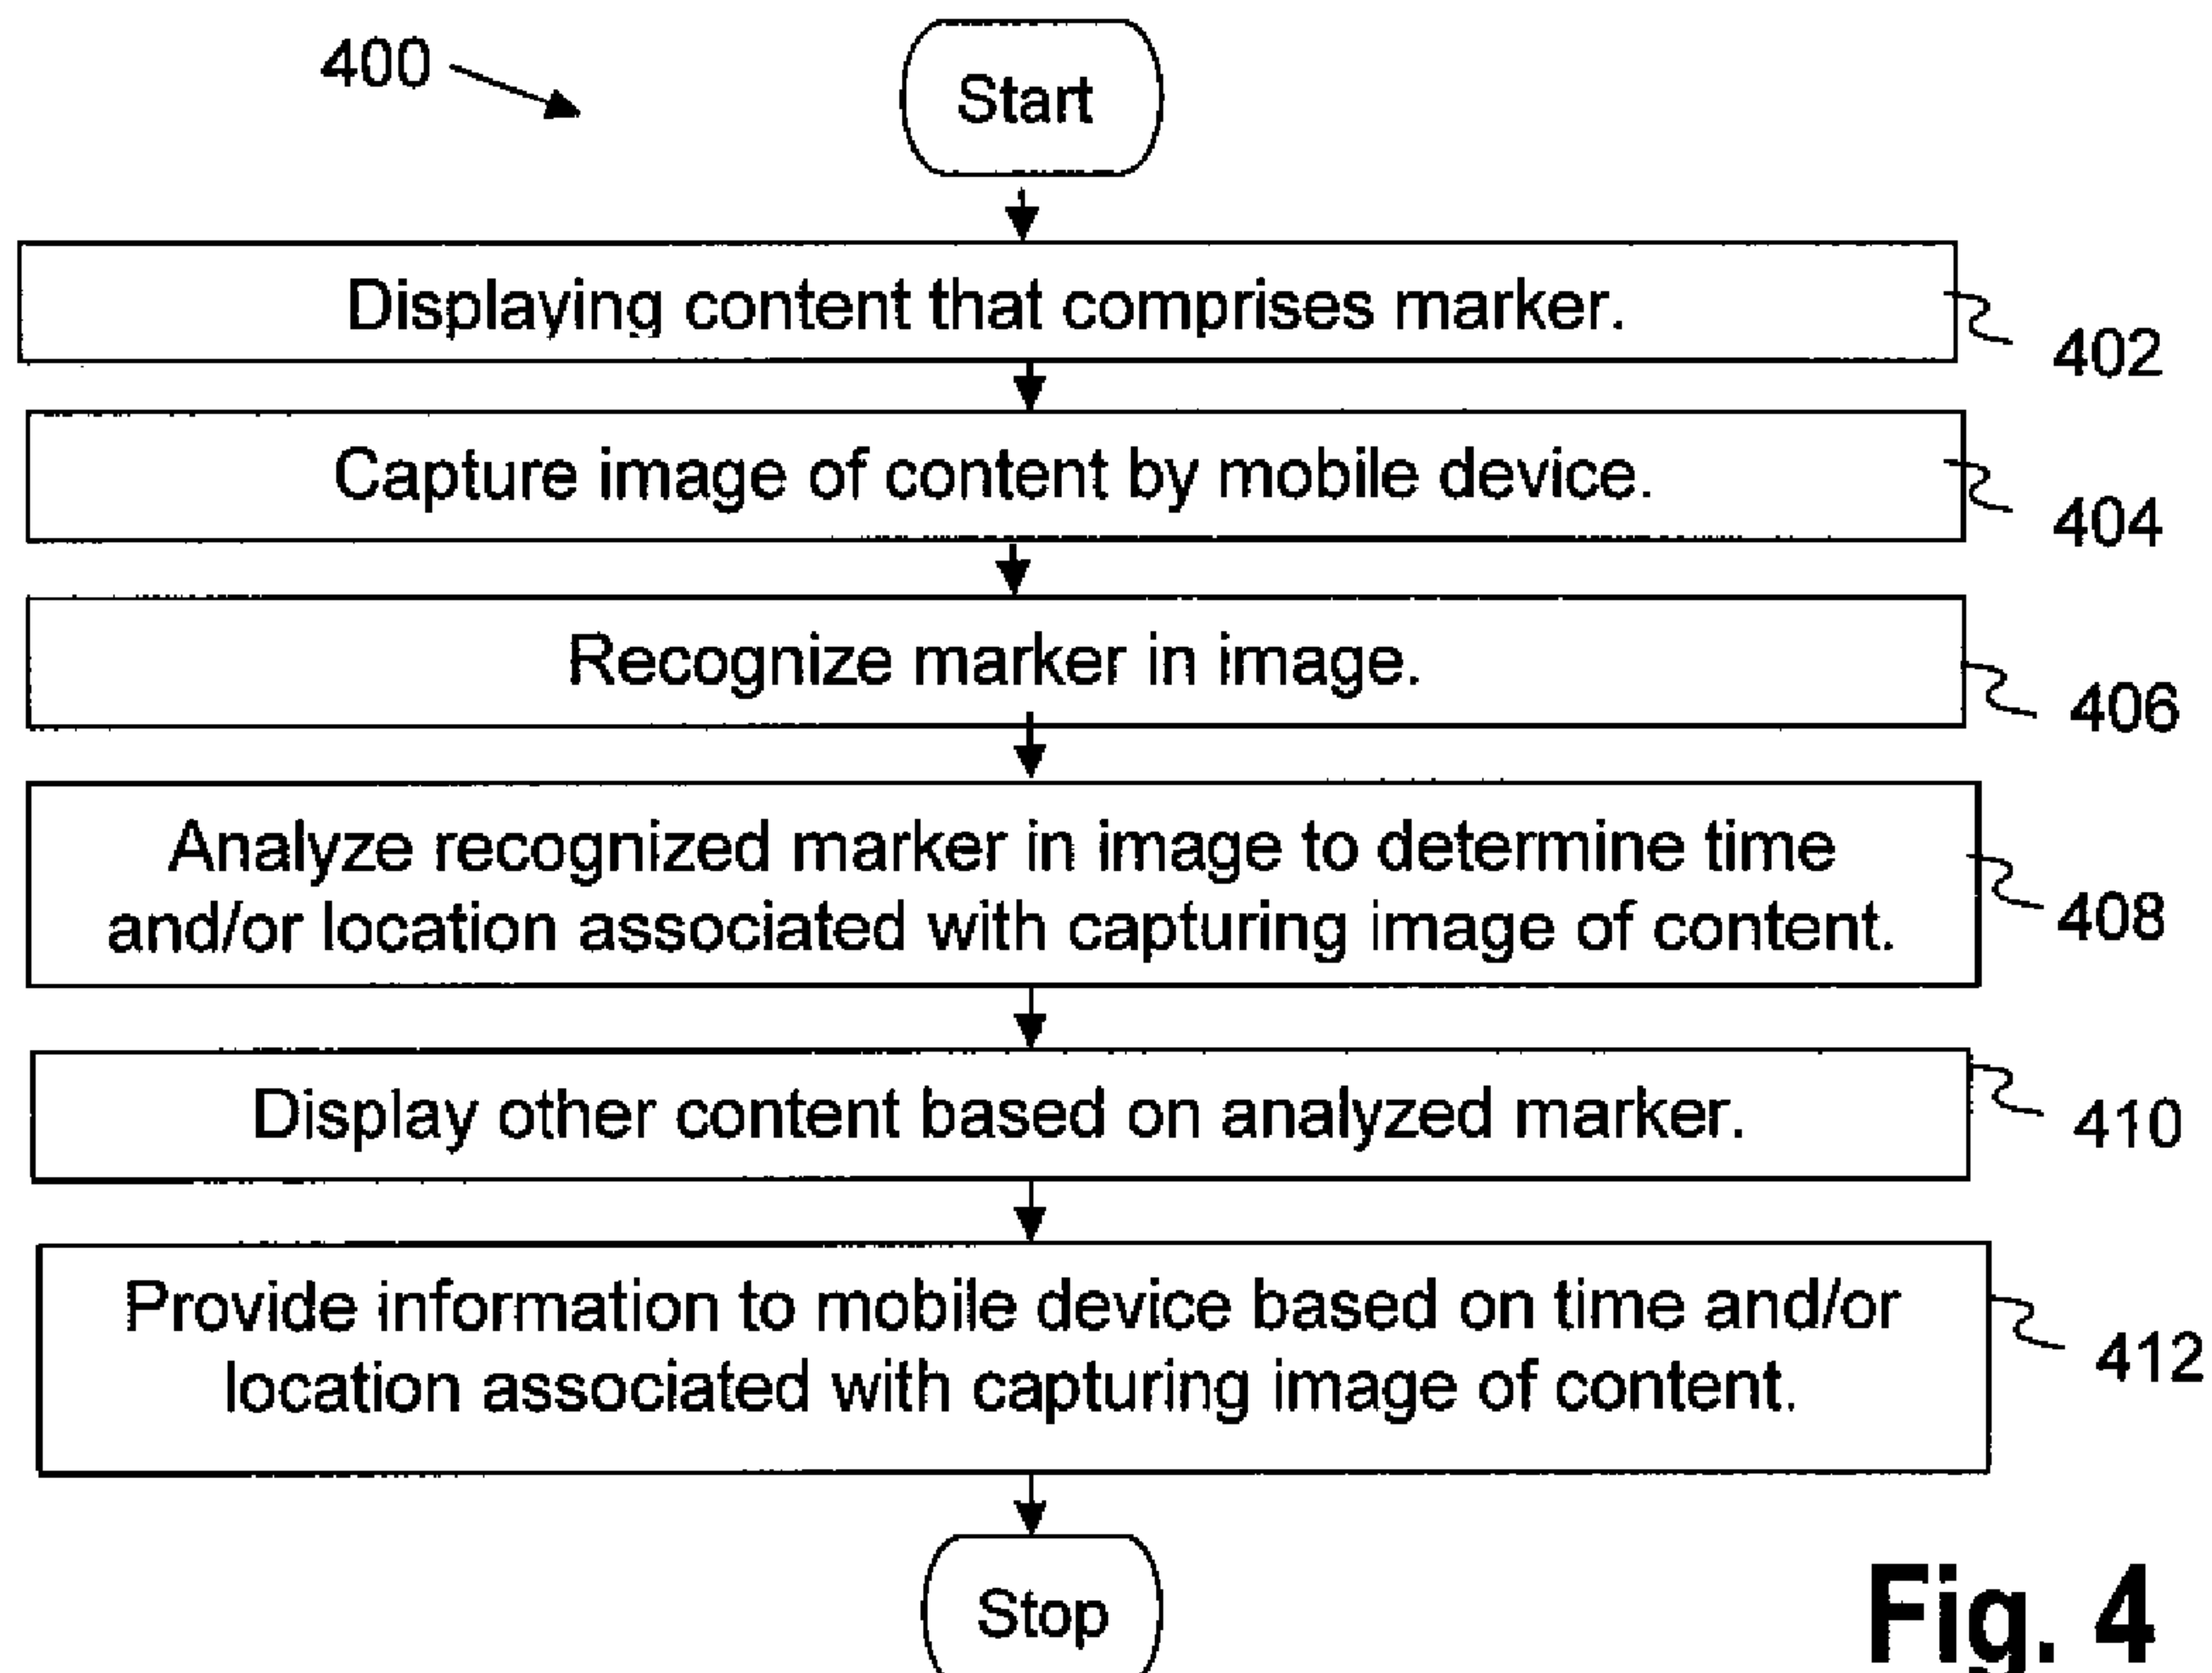 400
Start
Displaying content that comprises marker.
402
Capture image of content by mobile device.
404
Recognize marker in image.
406
Analyze recognized marker in image to determine time
and/or location associated with capturing image of content.
408
Display other content based on analyzed marker.
410
Provide information to mobile device based on time and/or
location associated with capturing image of content.
412
Stop
Fig. 4